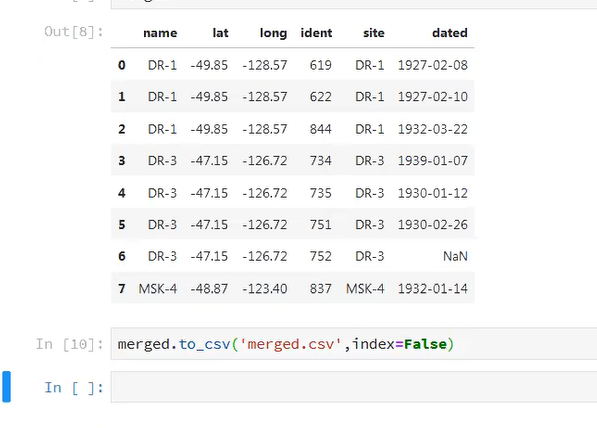 Out[8]:
name lat long ident site dated
0 DR-1 -49.85 -128.57 619 DR-1 1927-02-08
1 DR-1 -49.85 -128.57 622 DR-1 1927-02-10
2 DR-1 -49.85 -128.57 844 DR-1 1932-03-22
3 DR-3 -47.15 -126.72 734 DR-3 1939-01-07
4 DR-3 -47.15 -126.72 735 DR-3 1930-01-12
5 DR-3 -47.15 -126.72 751 DR-3 1930-02-26
6 DR-3 -47.15 -126.72 752 DR-3 NaN
7 MSK-4 -48.87 -123.40 837 MSK-4 1932-01-14
In [10]: merged.to_csv('merged.csv',index=False)
In [ ]: